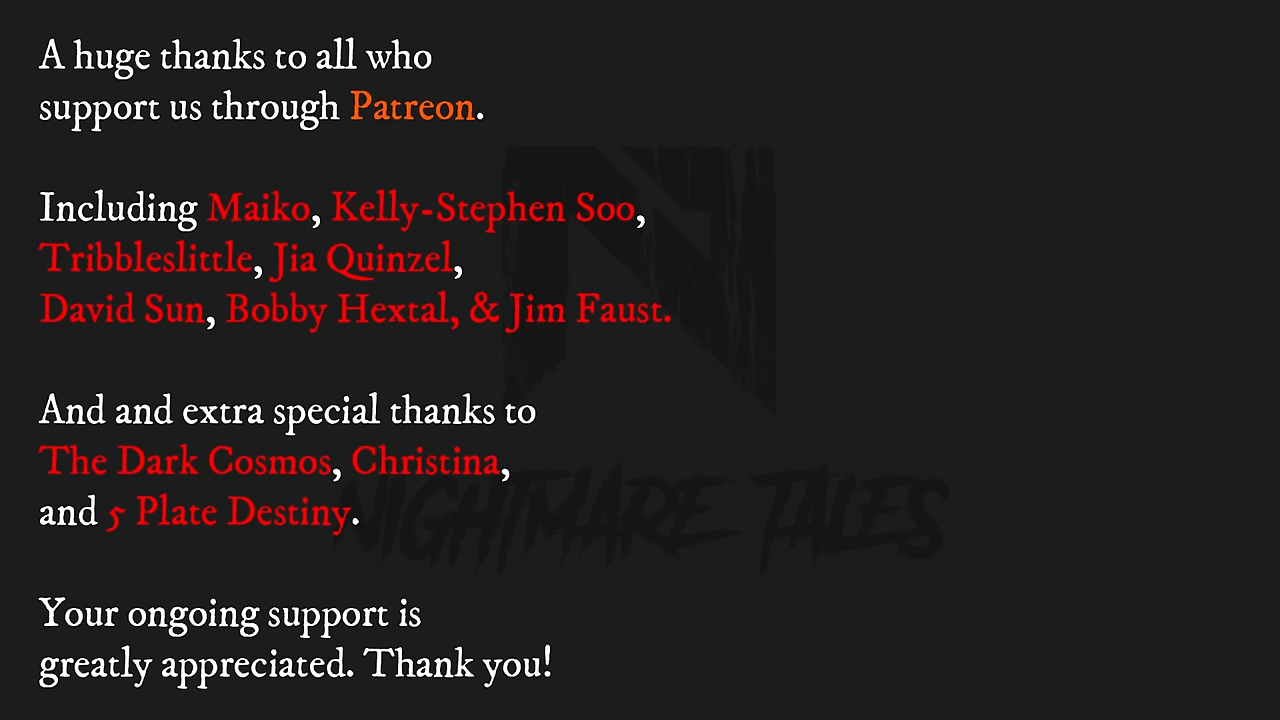 A huge thanks to all who
support us through Patreon.
Including Maiko, Kelly-Stephen Soo,
Tribbleslittle, Jia Quinzel,
David Sun, Bobby Hextal, & Jim Faust.
And and extra special thanks to
The Dark Cosmos, Christina,
and 5 Plate Destiny.
Your ongoing support is
greatly appreciated. Thank you!
N
NIGHTMARE TALES